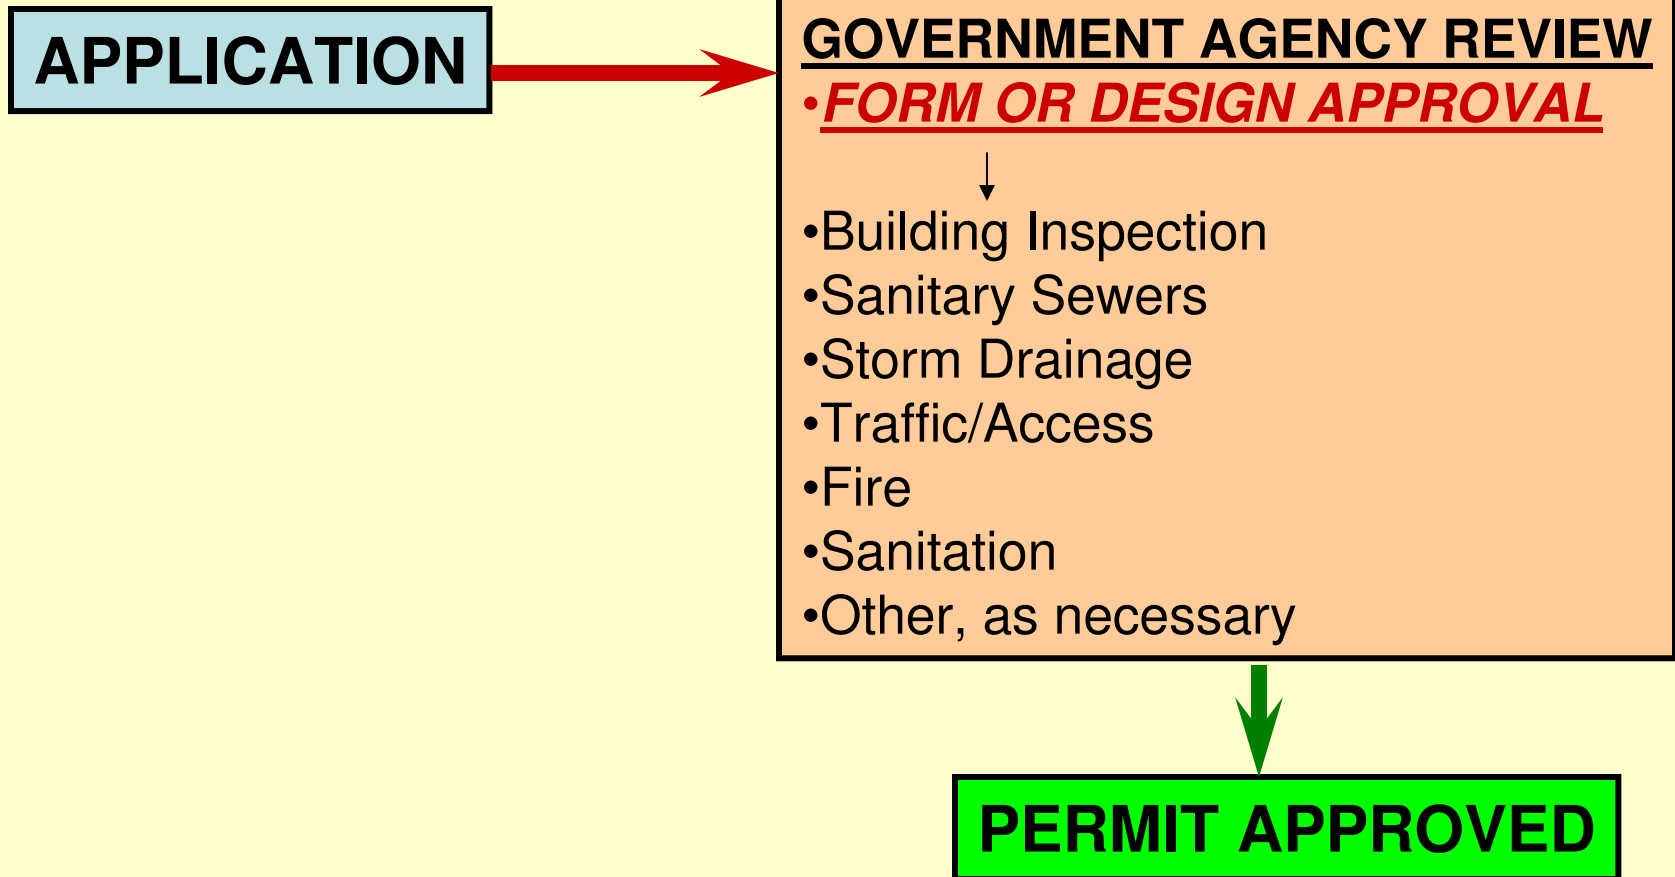 APPLICATION
GOVERNMENT AGENCY REVIEW
•FORM OR DESIGN APPROVAL
•Building Inspection
•Sanitary Sewers
•Storm Drainage
•Traffic/Access
•Fire
•Sanitation
•Other, as necessary
PERMIT APPROVED